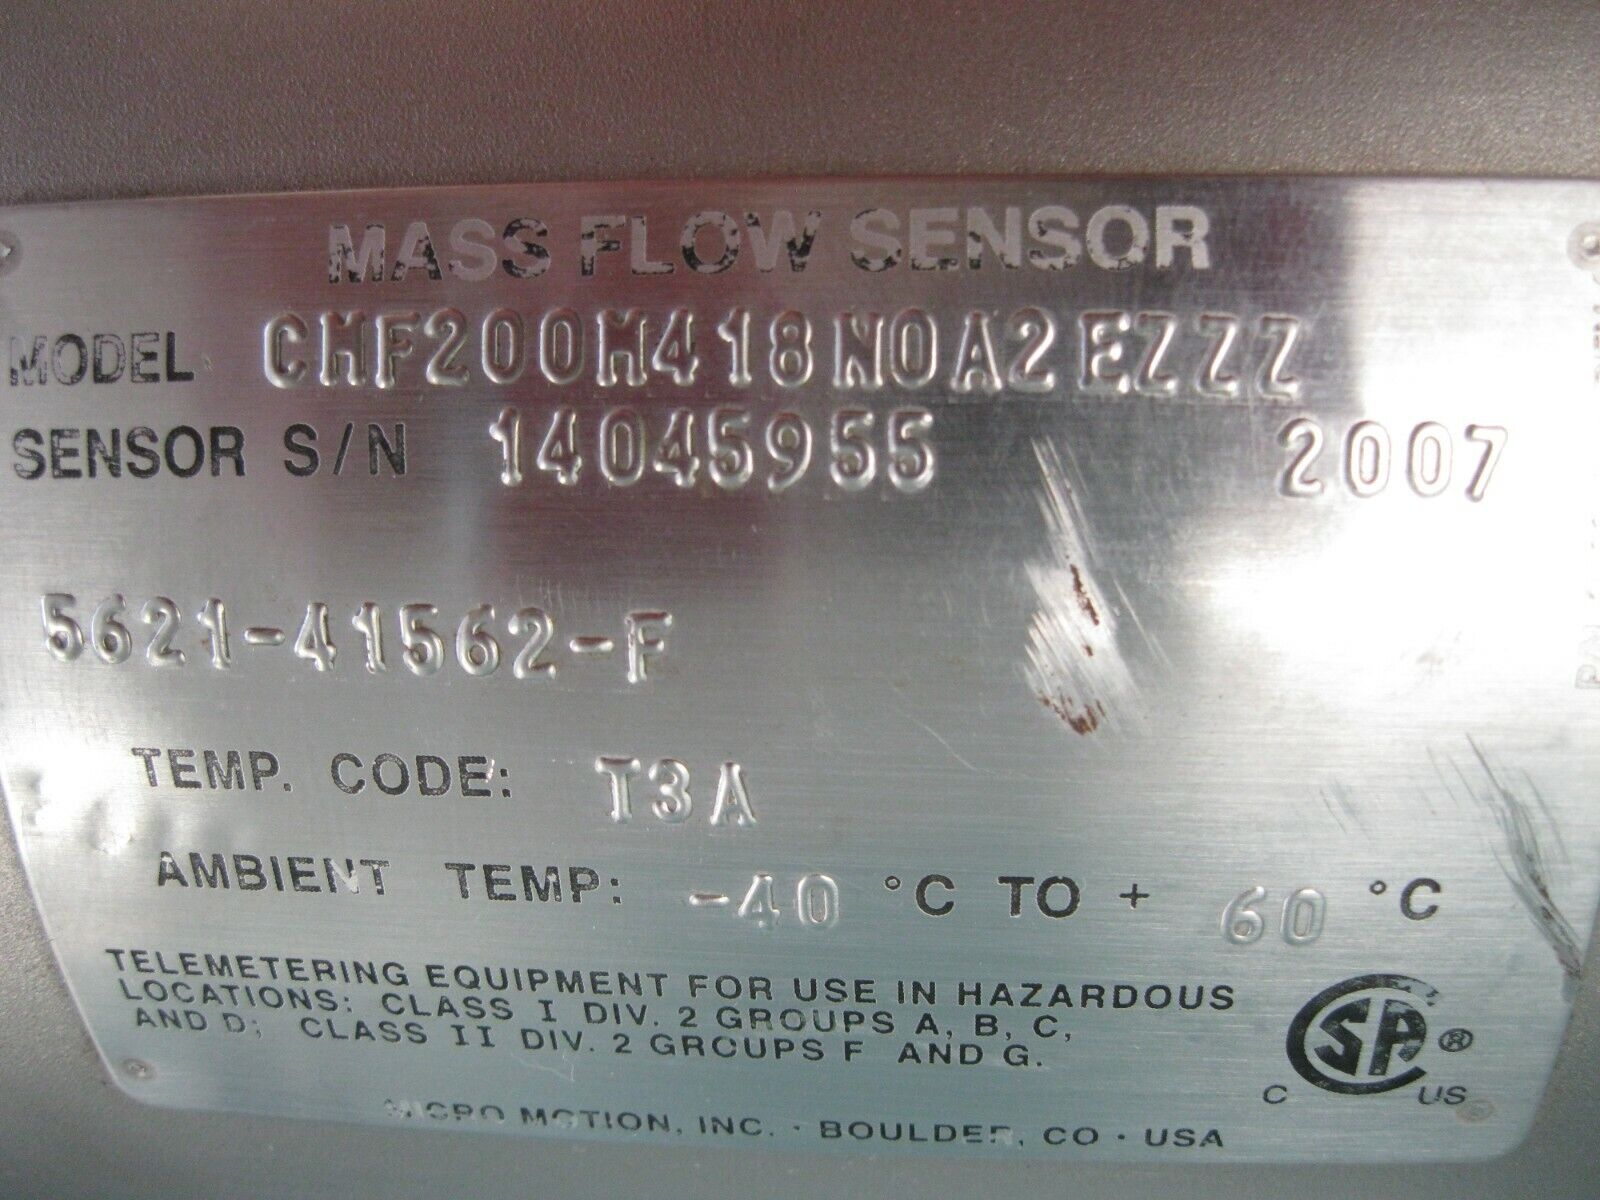 MASS FLOW SENSOR
MODEL CMF200M418N0A2EZZZ
SENSOR S/N 14045955 2007
5621-41562-F
TEMP. CODE: T3A
AMBIENT TEMP: -40 °C TO + 60 °C
TELEMETERING EQUIPMENT FOR USE IN HAZARDOUS
LOCATIONS: CLASS I DIV. 2 GROUPS A, B, C,
AND D; CLASS II DIV. 2 GROUPS F AND G.
CSA ®
C US
MICRO MOTION, INC. · BOULDER, CO · USA